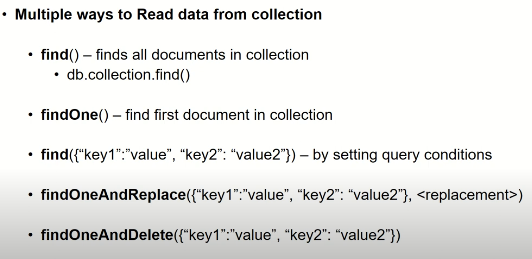 • Multiple ways to Read data from collection
• find() – finds all documents in collection
• db.collection.find()
• findOne() – find first document in collection
• find({“key1”:”value”, “key2”: “value2”}) – by setting query conditions
• findOneAndReplace({“key1”:”value”, “key2”: “value2”}, <replacement>)
• findOneAndDelete({“key1”:”value”, “key2”: “value2”})